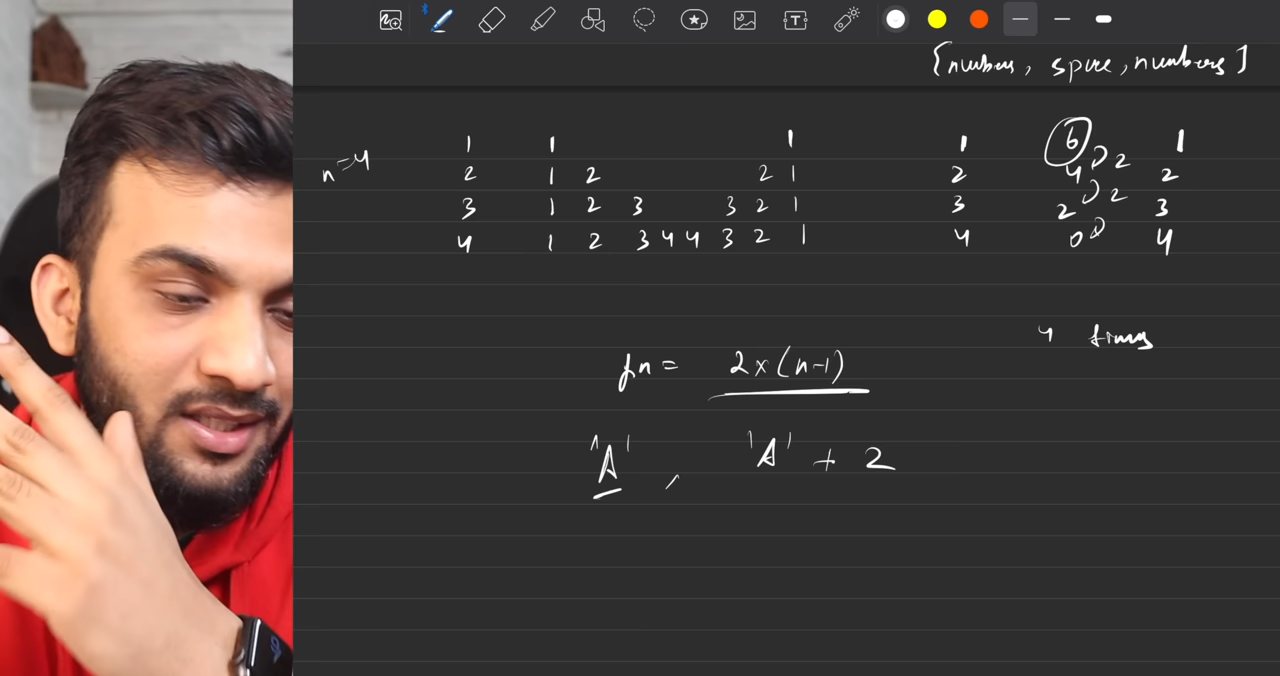 [numbers, space, numbers]
n=4
1 1 1 1 6 1
2 1 2 2 1 2 4 2 2
3 1 2 3 3 2 1 3 2 2 3
4 1 2 3 4 4 3 2 1 4 0 4
4 times
= 2x(n-1)
'A', 'A' + 2
T